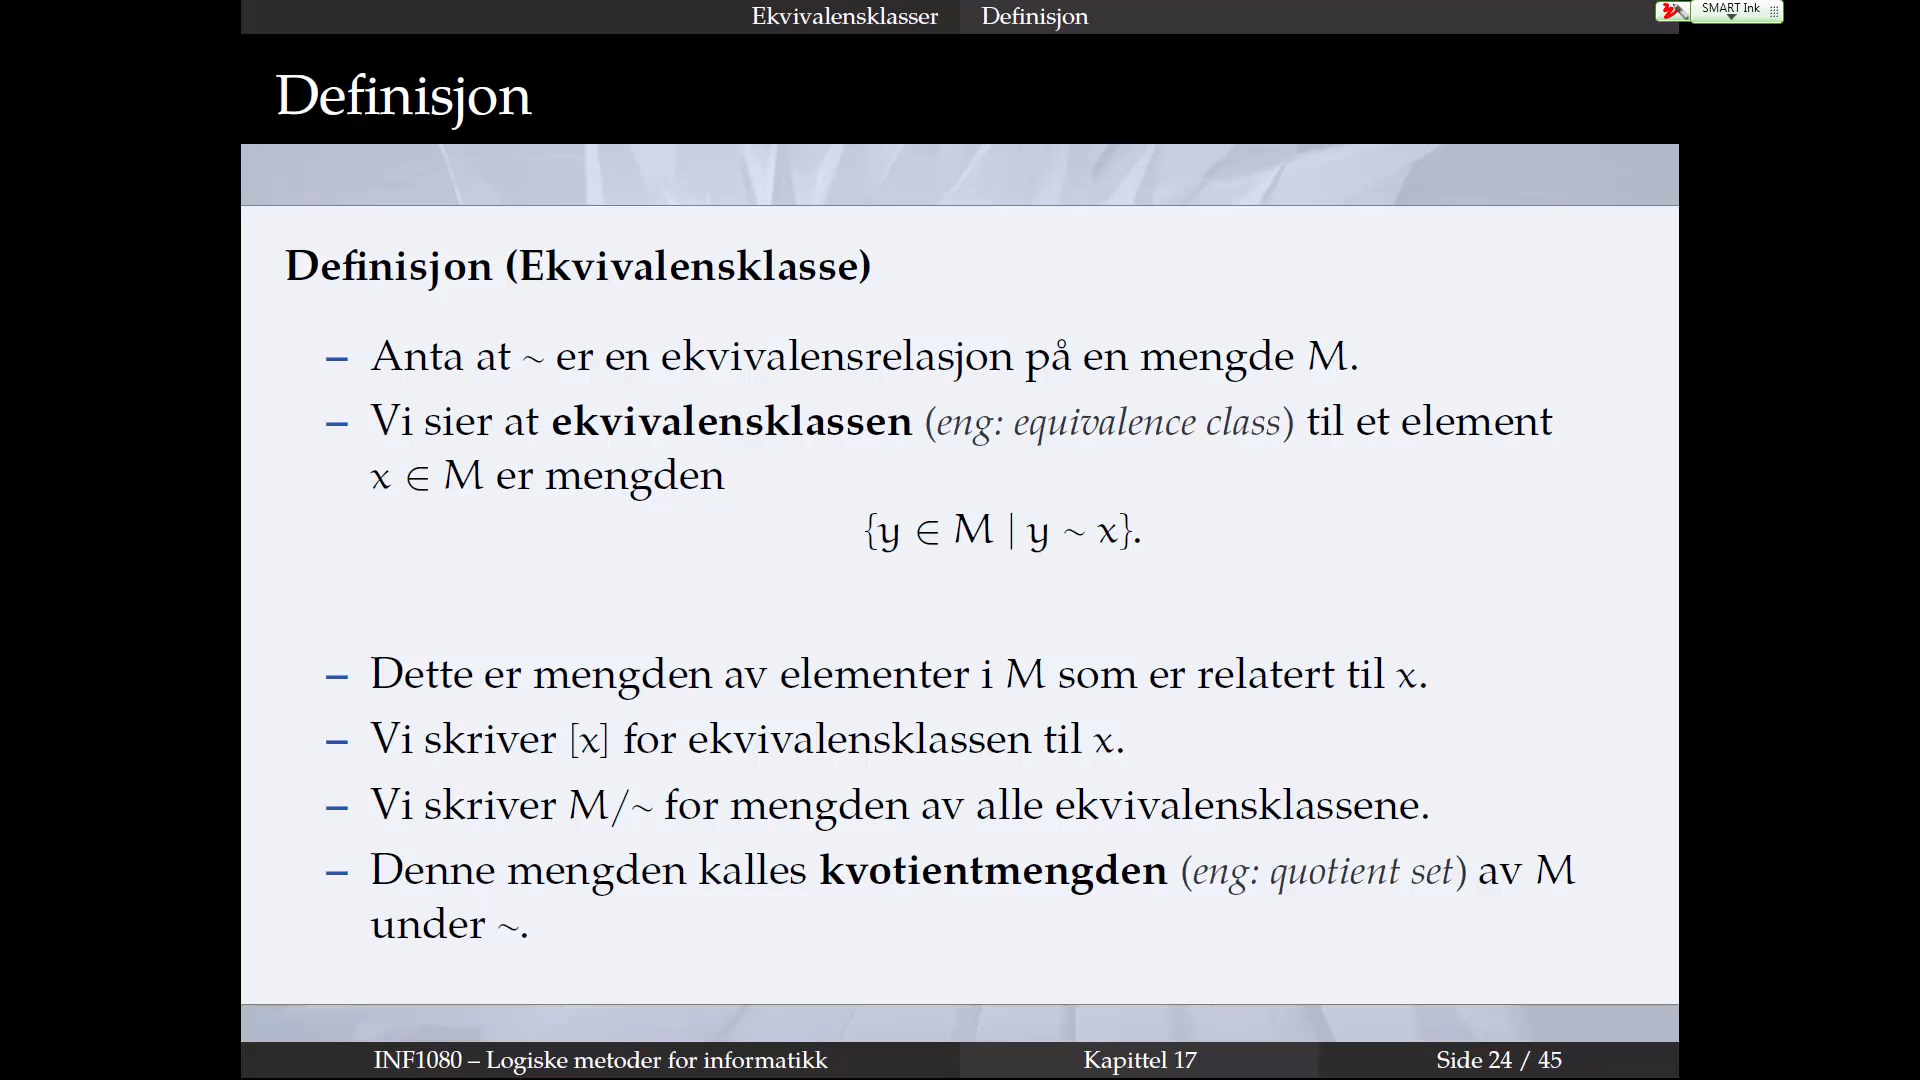 Ekvivalensklasser Definisjon
SMART Ink
Definisjon
Definisjon (Ekvivalensklasse)
– Anta at ~ er en ekvivalensrelasjon på en mengde M.
– Vi sier at ekvivalensklassen (eng: equivalence class) til et element
x ∈ M er mengden
{y ∈ M | y ~ x}.
– Dette er mengden av elementer i M som er relatert til x.
– Vi skriver [x] for ekvivalensklassen til x.
– Vi skriver M/~ for mengden av alle ekvivalensklassene.
– Denne mengden kalles kvotientmengden (eng: quotient set) av M
under ~.
INF1080 – Logiske metoder for informatikk Kapittel 17 Side 24 / 45